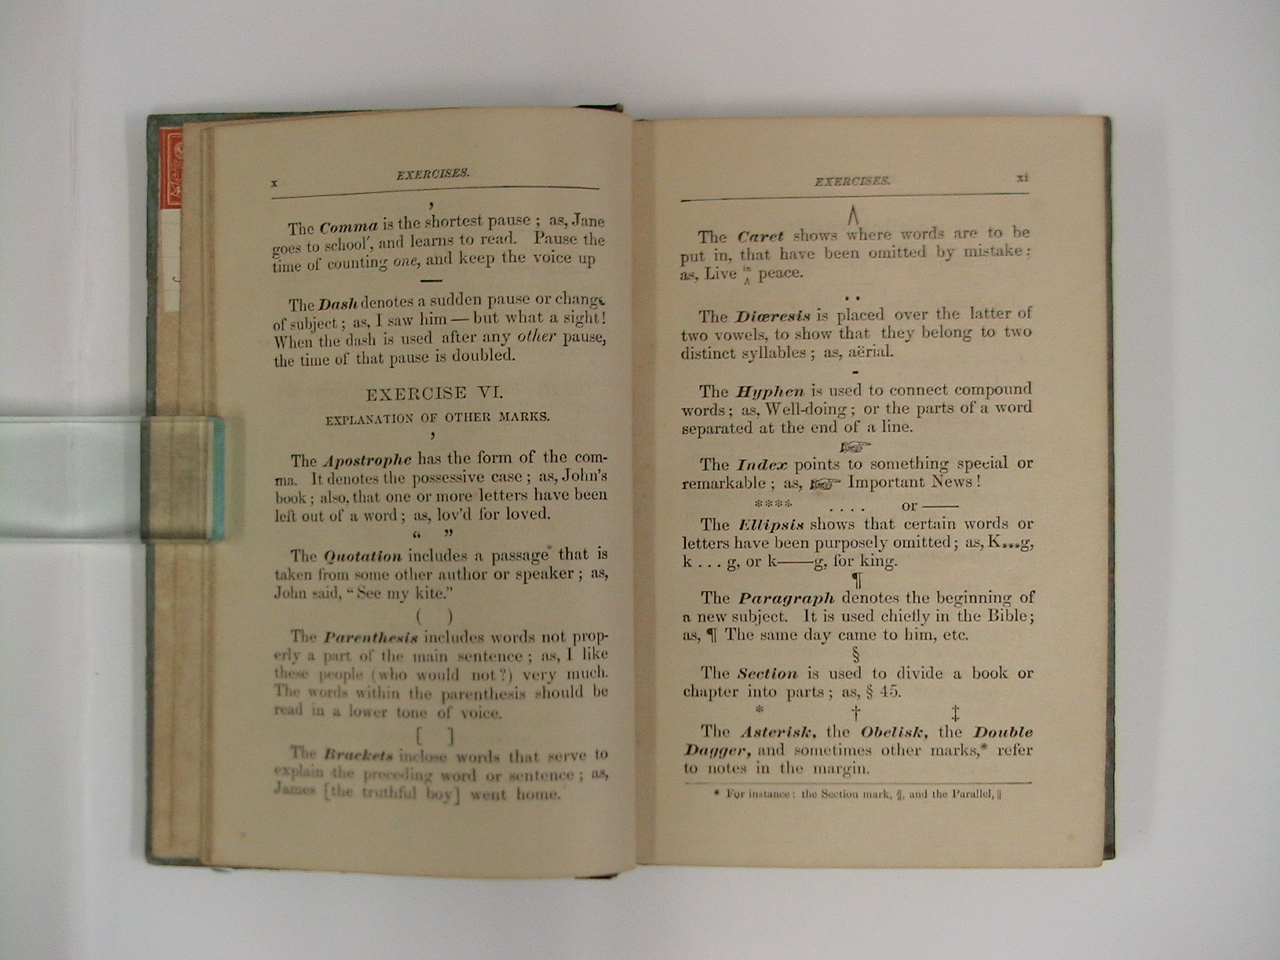 x EXERCISES.
,
The Comma is the shortest pause ; as, Jane
goes to school′, and learns to read. Pause the
time of counting one, and keep the voice up
—
The Dash denotes a sudden pause or change
of subject ; as, I saw him — but what a sight!
When the dash is used after any other pause,
the time of that pause is doubled.
EXERCISE VI.
EXPLANATION OF OTHER MARKS.
’
The Apostrophe has the form of the com-
ma. It denotes the possessive case ; as, John's
book ; also, that one or more letters have been
left out of a word ; as, lov'd for loved.
“ ”
The Quotation includes a passage that is
taken from some other author or speaker ; as,
John said, “See my kite.”
( )
The Parenthesis includes words not prop-
erly a part of the main sentence ; as, I like
these people (who would not?) very much.
The words within the parenthesis should be
read in a lower tone of voice.
[ ]
The Brackets inclose words that serve to
explain the preceding word or sentence ; as,
James [the truthful boy] went home.
EXERCISES. xi
^
The Caret shows where words are to be
put in, that have been omitted by mistake ;
as, Live in ^ peace.
¨
The Diæresis is placed over the latter of
two vowels, to show that they belong to two
distinct syllables ; as, aërial.
-
The Hyphen is used to connect compound
words ; as, Well-doing ; or the parts of a word
separated at the end of a line.
☞
The Index points to something special or
remarkable ; as, ☞ Important News !
**** . . . . or ——
The Ellipsis shows that certain words or
letters have been purposely omitted ; as, K***g,
k . . . g, or k——g, for king.
¶
The Paragraph denotes the beginning of
a new subject. It is used chiefly in the Bible ;
as, ¶ The same day came to him, etc.
§
The Section is used to divide a book or
chapter into parts ; as, § 45.
* † ‡
The Asterisk, the Obelisk, the Double
Dagger, and sometimes other marks,* refer
to notes in the margin.
* For instance : the Section mark, §, and the Parallel, ‖